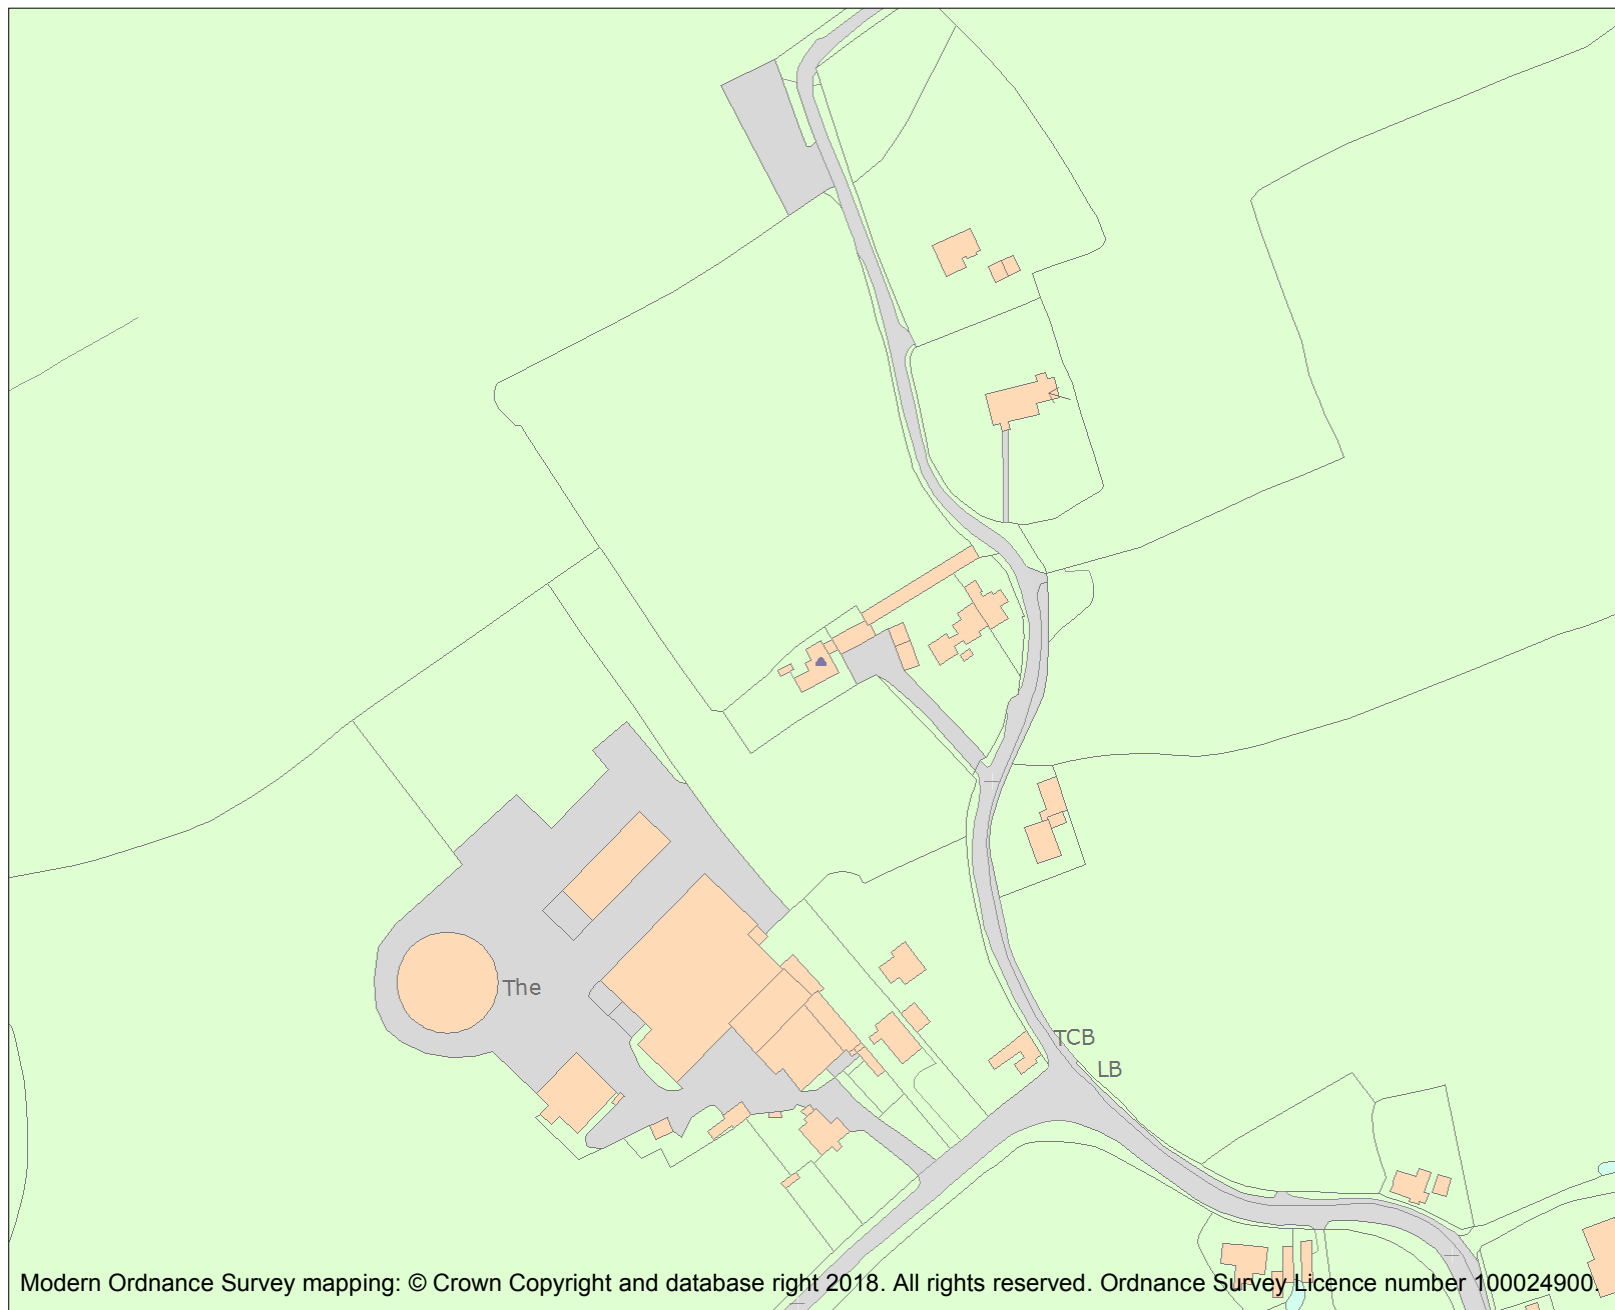 The
TCB
LB
Modern Ordnance Survey mapping: © Crown Copyright and database right 2018. All rights reserved. Ordnance Survey Licence number 100024900.